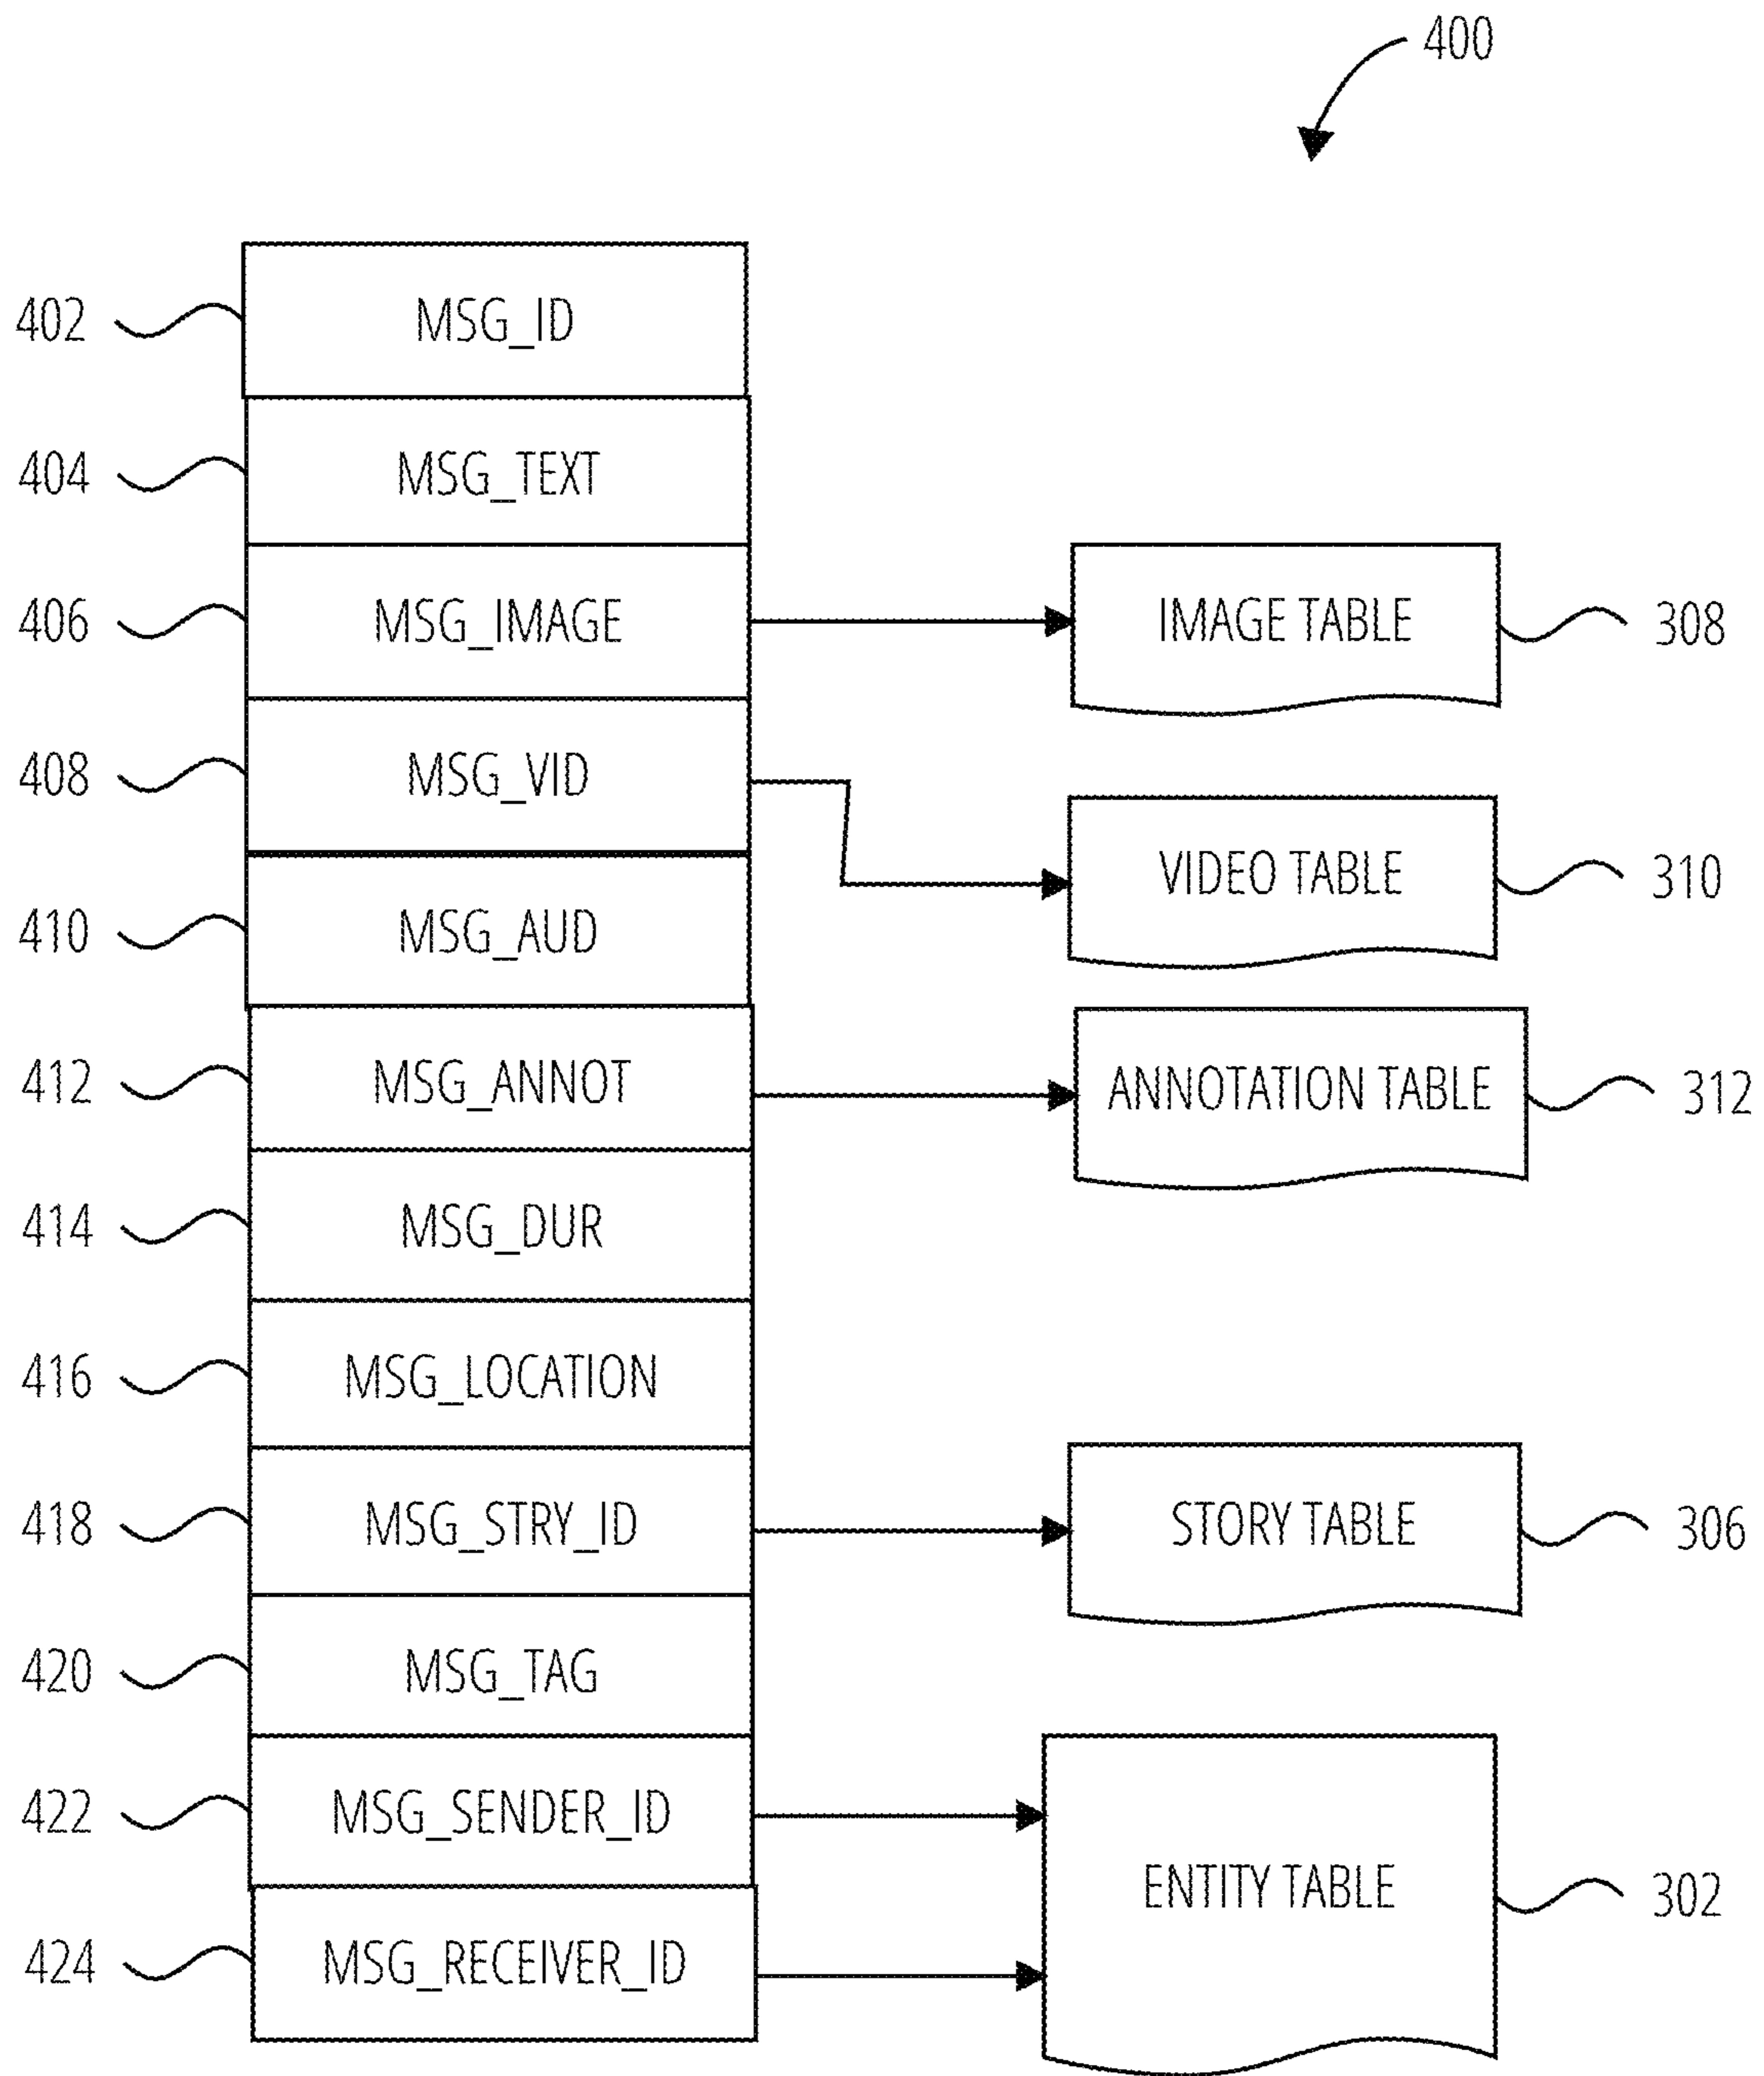 400
402 MSG_ID
404 MSG_TEXT
406 MSG_IMAGE IMAGE TABLE 308
408 MSG_VID
VIDEO TABLE 310
410 MSG_AUD
412 MSG_ANNOT ANNOTATION TABLE 312
414 MSG_DUR
416 MSG_LOCATION
418 MSG_STRY_ID STORY TABLE 306
420 MSG_TAG
422 MSG_SENDER_ID
ENTITY TABLE 302
424 MSG_RECEIVER_ID